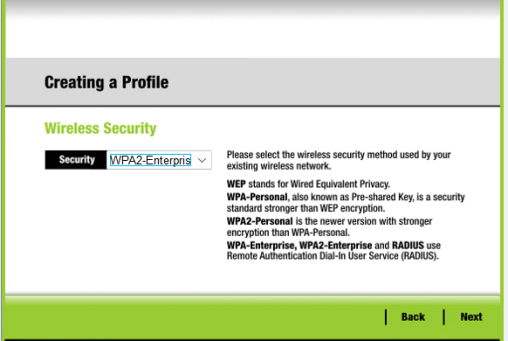 Creating a Profile
Wireless Security
Security WPA2-Enterpris
Please select the wireless security method used by your
existing wireless network.
WEP stands for Wired Equivalent Privacy.
WPA-Personal, also known as Pre-shared Key, is a security
standard stronger than WEP encryption.
WPA2-Personal is the newer version with stronger
encryption than WPA-Personal.
WPA-Enterprise, WPA2-Enterprise and RADIUS use
Remote Authentication Dial-In User Service (RADIUS).
Back Next